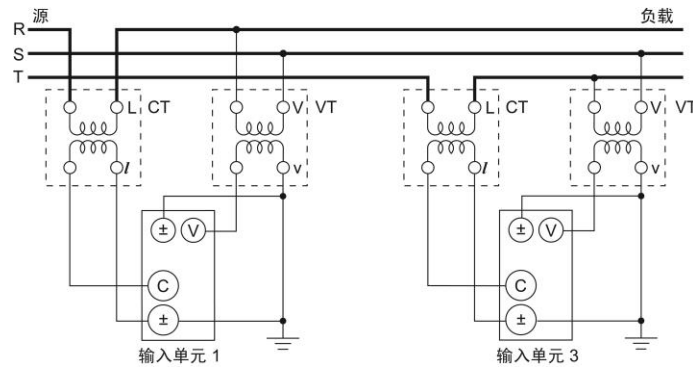 源 负载
R
S
T
L CT V VT L CT V VT
l v l v
± V ± V
C C
± ±
输入单元 1 输入单元 3